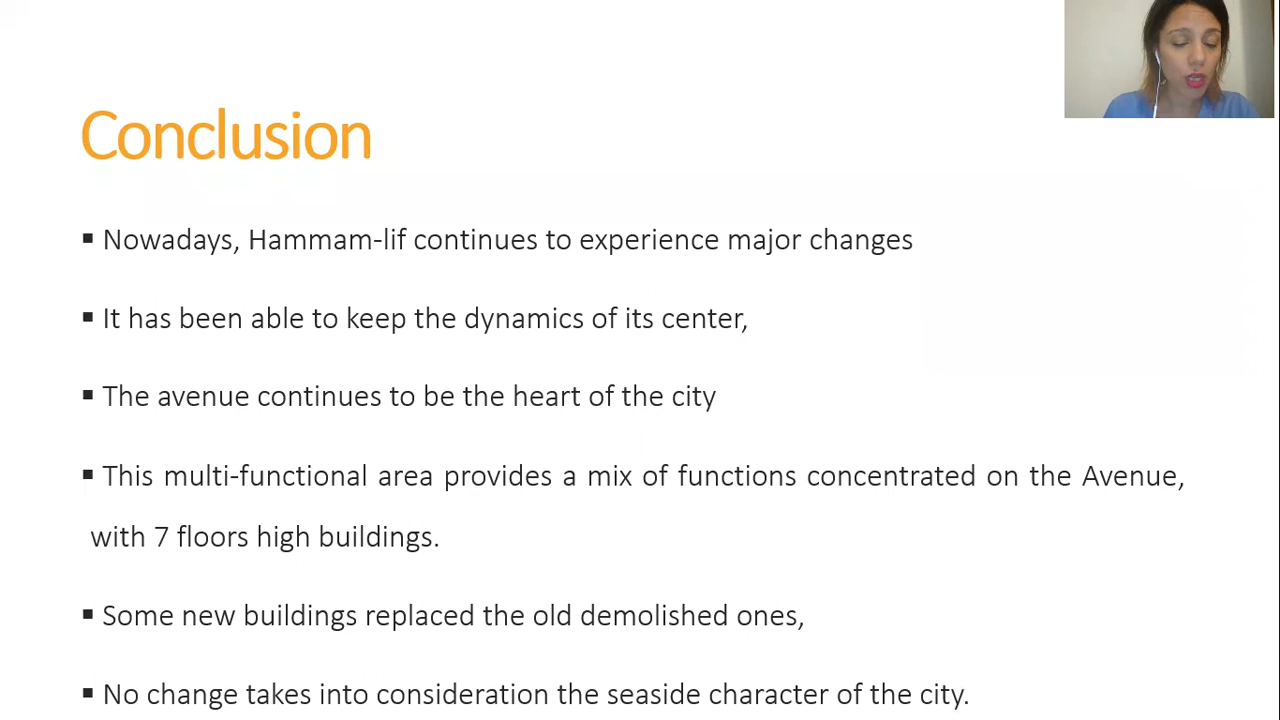 Conclusion
▪ Nowadays, Hammam-lif continues to experience major changes
▪ It has been able to keep the dynamics of its center,
▪ The avenue continues to be the heart of the city
▪ This multi-functional area provides a mix of functions concentrated on the Avenue,
with 7 floors high buildings.
▪ Some new buildings replaced the old demolished ones,
▪ No change takes into consideration the seaside character of the city.